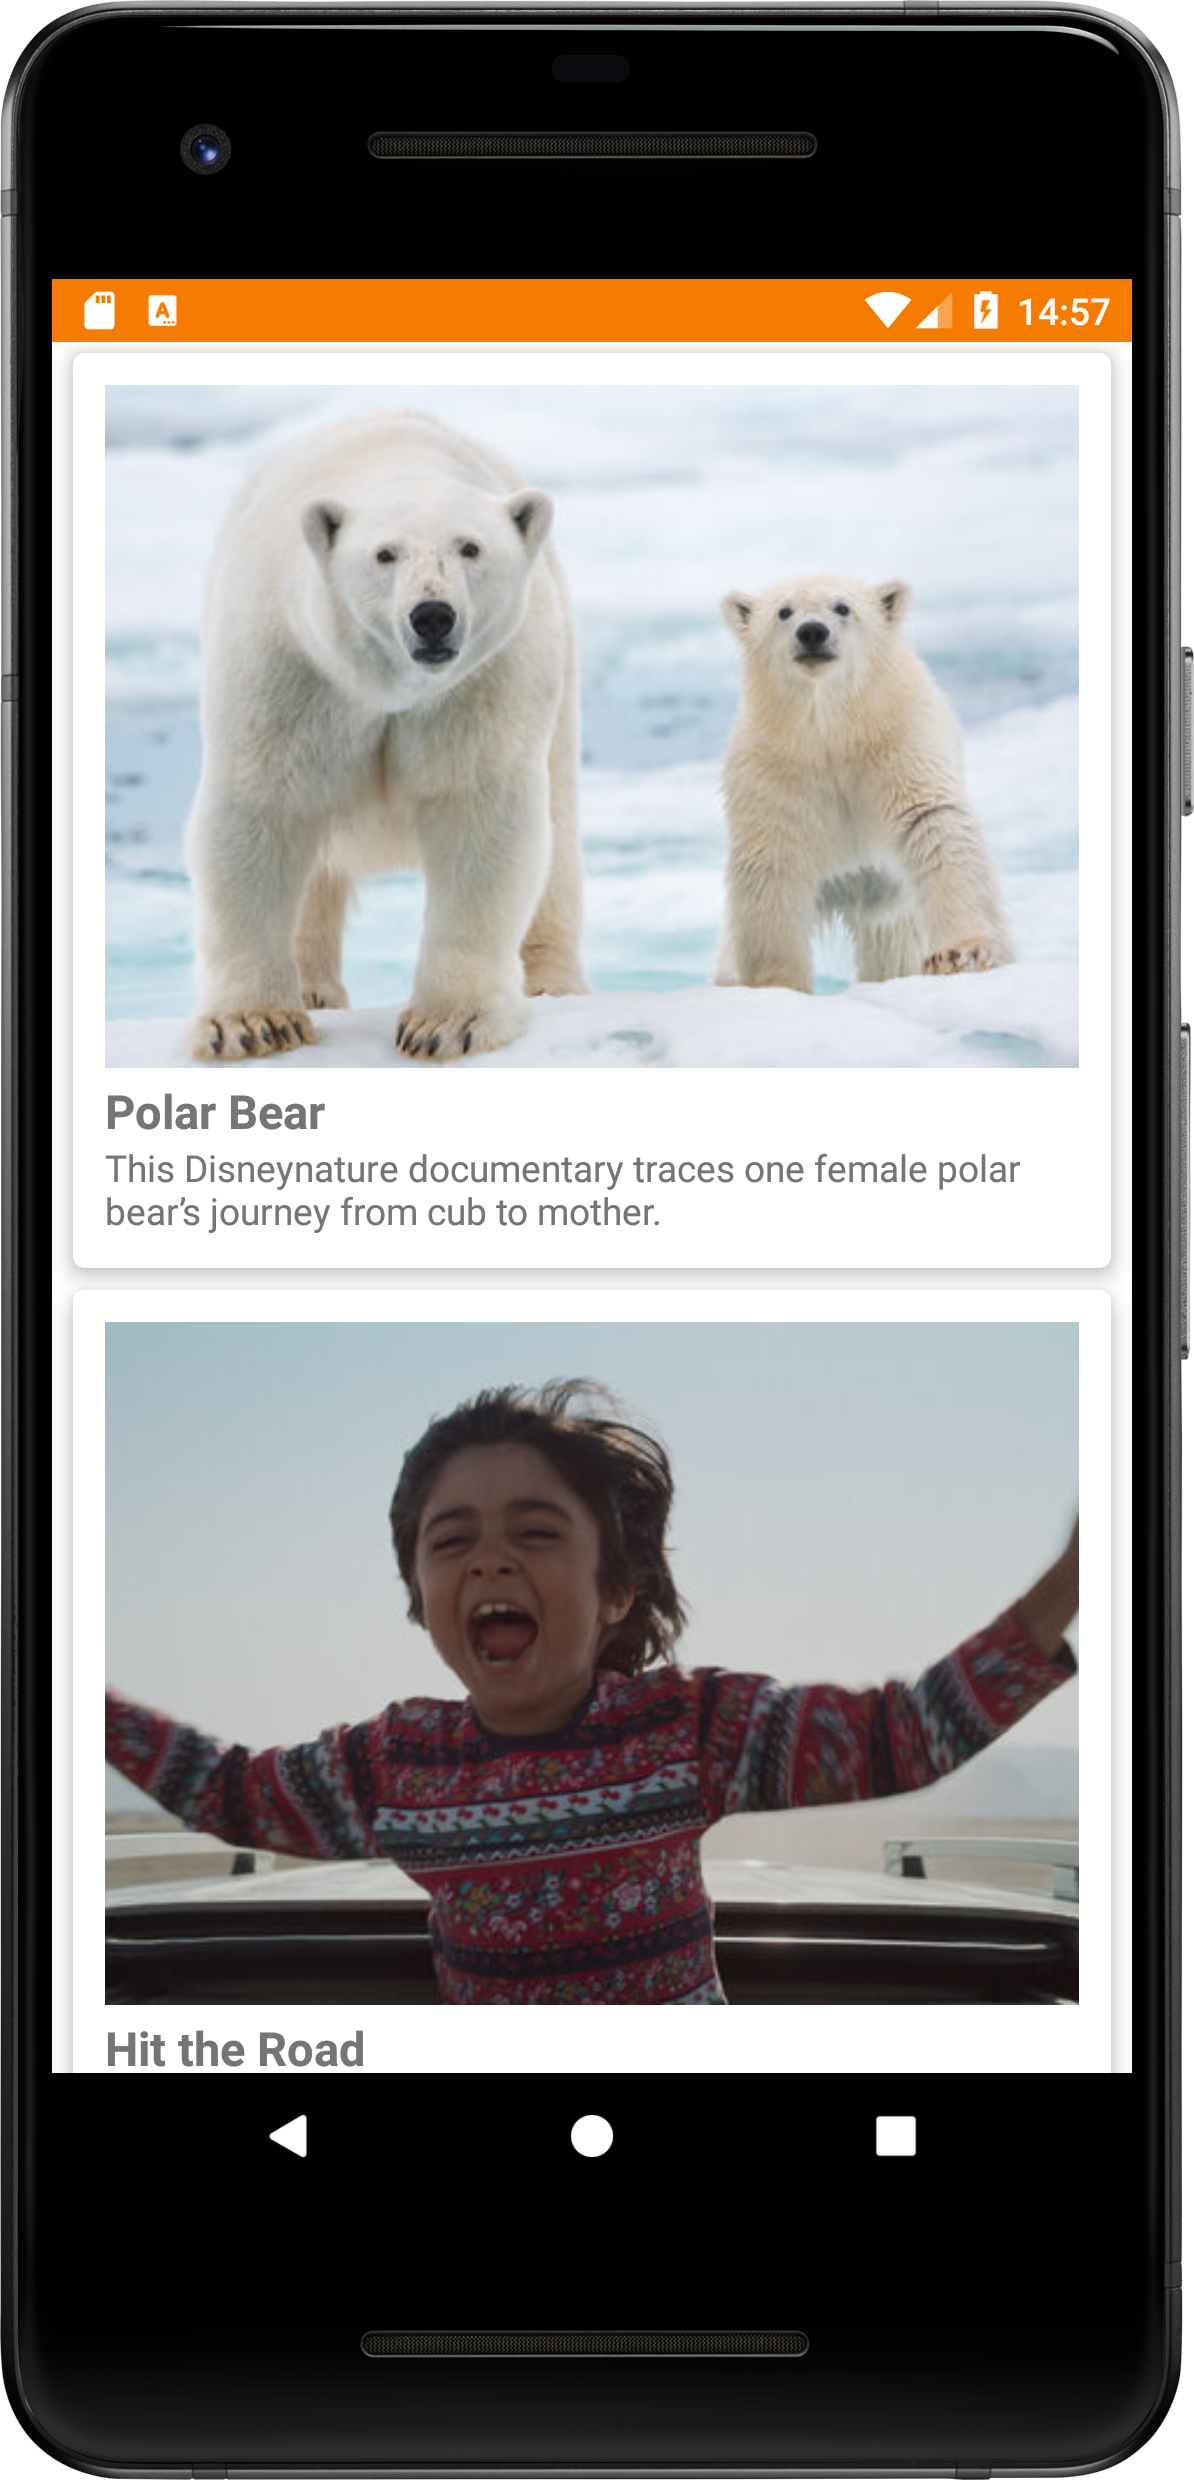 14:57
Polar Bear
This Disneynature documentary traces one female polar
bear’s journey from cub to mother.
Hit the Road